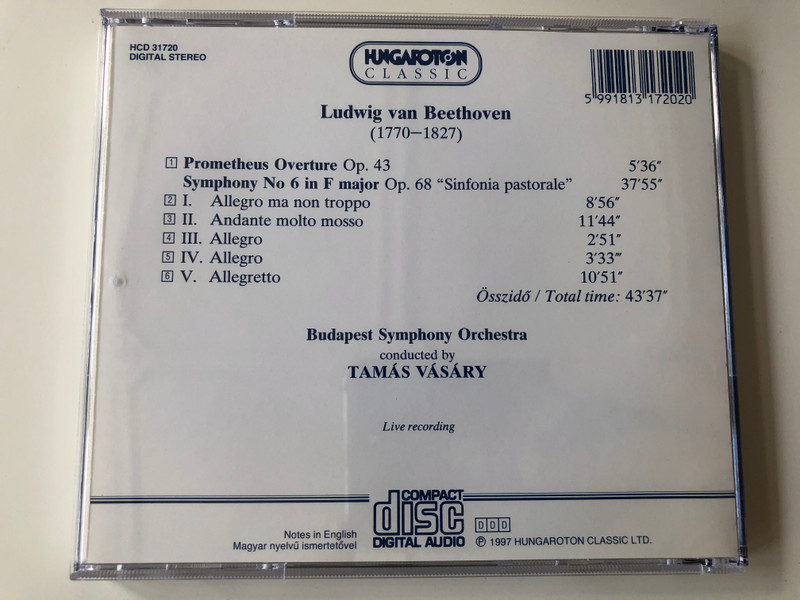 HCD 31720
DIGITAL STEREO
HUNGAROTON
CLASSIC
5 991813 172020
Ludwig van Beethoven
(1770–1827)
1 Prometheus Overture Op. 43 5′36″
Symphony No 6 in F major Op. 68 “Sinfonia pastorale” 37′55″
2 I. Allegro ma non troppo 8′56″
3 II. Andante molto mosso 11′44″
4 III. Allegro 2′51″
5 IV. Allegro 3′33‴
6 V. Allegretto 10′51″
Összidő / Total time: 43′37″
Budapest Symphony Orchestra
conducted by
TAMÁS VÁSÁRY
Live recording
COMPACT
disc
DIGITAL AUDIO
Notes in English
Magyar nyelvű ismertetővel
DDD
℗ 1997 HUNGAROTON CLASSIC LTD.